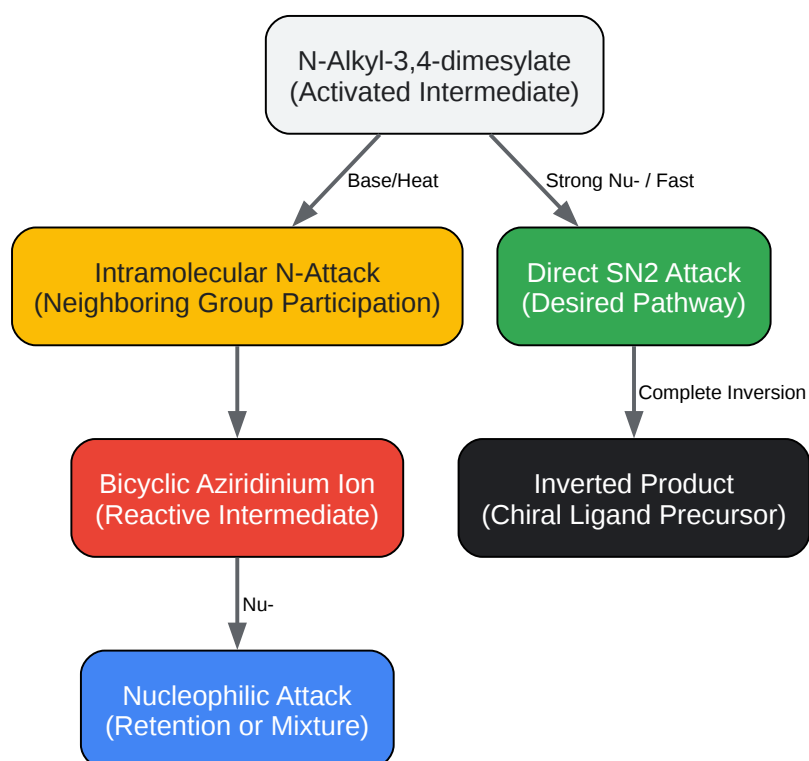 N-Alkyl-3,4-dimesylate
(Activated Intermediate)
Base/Heat
Strong Nu- / Fast
Intramolecular N-Attack
(Neighboring Group Participation)
Direct SN2 Attack
(Desired Pathway)
Complete Inversion
Bicyclic Aziridinium Ion
(Reactive Intermediate)
Inverted Product
(Chiral Ligand Precursor)
Nu-
Nucleophilic Attack
(Retention or Mixture)